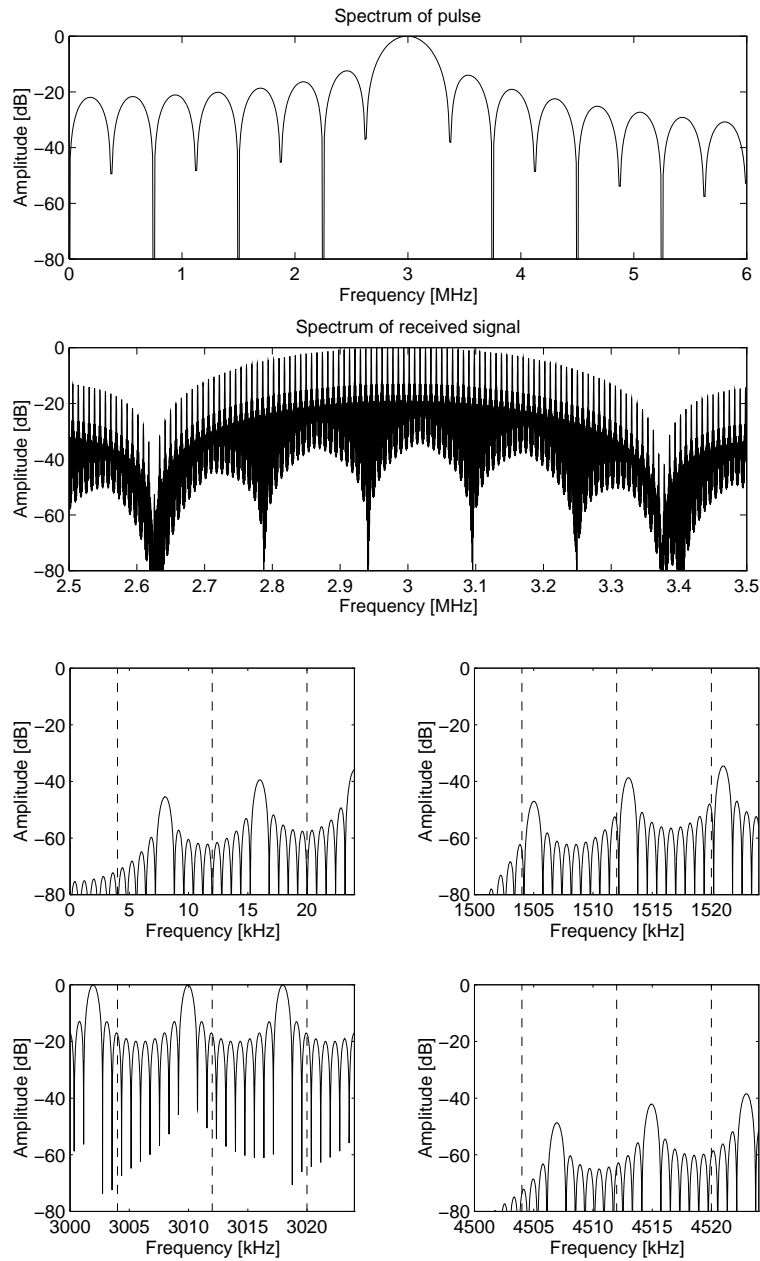 Spectrum of pulse
0
−20
−40
−60
−80
Amplitude [dB]
0 1 2 3 4 5 6
Frequency [MHz]
Spectrum of received signal
0
−20
−40
−60
−80
Amplitude [dB]
2.5 2.6 2.7 2.8 2.9 3 3.1 3.2 3.3 3.4 3.5
Frequency [MHz]
0
−20
−40
−60
−80
Amplitude [dB]
0 5 10 15 20
Frequency [kHz]
0
−20
−40
−60
−80
Amplitude [dB]
1500 1505 1510 1515 1520
Frequency [kHz]
0
−20
−40
−60
−80
Amplitude [dB]
3000 3005 3010 3015 3020
Frequency [kHz]
0
−20
−40
−60
−80
Amplitude [dB]
4500 4505 4510 4515 4520
Frequency [kHz]